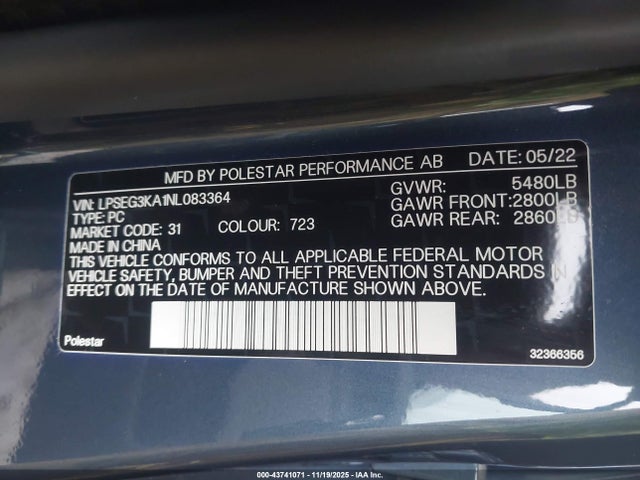 MFD BY POLESTAR PERFORMANCE AB DATE: 05/22
VIN: LPSEG3KA1NL083364 GVWR: 5480LB
TYPE: PC GAWR FRONT: 2800LB
MARKET CODE: 31 COLOUR: 723 GAWR REAR: 2860LB
MADE IN CHINA
THIS VEHICLE CONFORMS TO ALL APPLICABLE FEDERAL MOTOR
VEHICLE SAFETY, BUMPER AND THEFT PREVENTION STANDARDS IN
EFFECT ON THE DATE OF MANUFACTURE SHOWN ABOVE.
Polestar 32366356
000-43741071 - 11/19/2025 - IAA Inc.